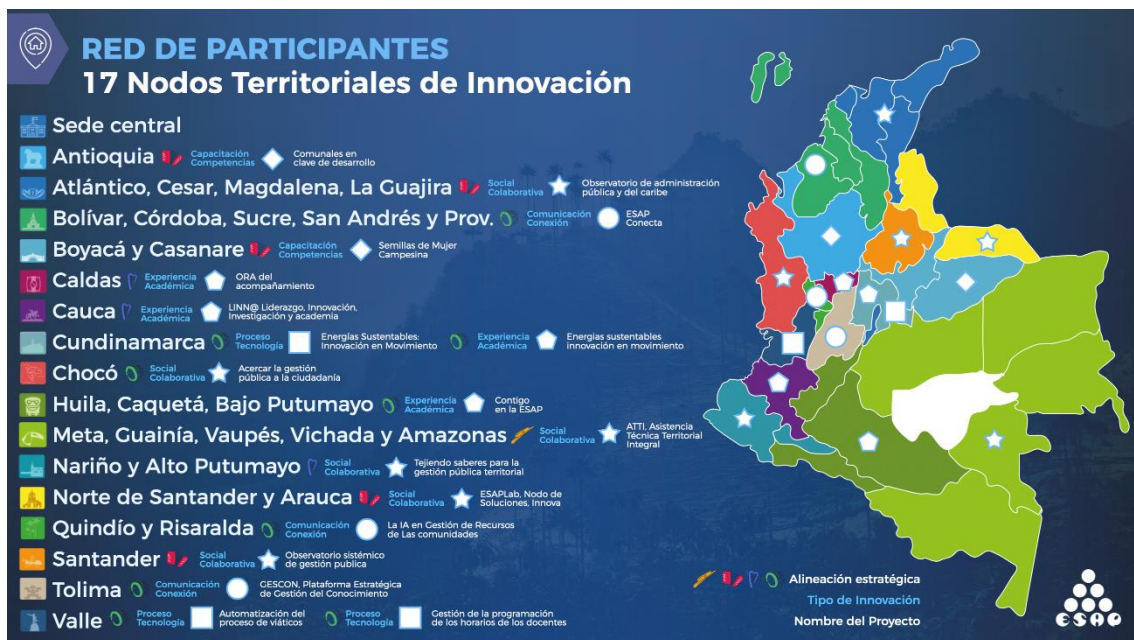 RED DE PARTICIPANTES
17 Nodos Territoriales de Innovación
Sede central
Antioquia Capacitación Competencias Comunales en clave de desarrollo
Atlántico, Cesar, Magdalena, La Guajira Social Colaborativa Observatorio de administración pública y del caribe
Bolívar, Córdoba, Sucre, San Andrés y Prov. Comunicación Conexión ESAP Conecta
Boyacá y Casanare Capacitación Competencias Semillas de Mujer Campesina
Caldas Experiencia Académica ORA del acompañamiento
Cauca Experiencia Académica LINN@ Liderazgo, Innovación, Investigación y academia
Cundinamarca Proceso Tecnología Energías Sustentables: Innovación en Movimiento Experiencia Académica Energías sustentables innovación en movimiento
Chocó Social Colaborativa Acercar la gestión pública a la ciudadanía
Huila, Caquetá, Bajo Putumayo Experiencia Académica Contigo en la ESAP
Meta, Guainía, Vaupés, Vichada y Amazonas Social Colaborativa ATTI, Asistencia Técnica Territorial Integral
Nariño y Alto Putumayo Social Colaborativa Tejiendo saberes para la gestión pública territorial
Norte de Santander y Arauca Social Colaborativa ESAPLab, Nodo de Soluciones, Innova
Quindío y Risaralda Comunicación Conexión La IA en Gestión de Recursos de Las comunidades
Santander Social Colaborativa Observatorio sistémico de gestión publica
Tolima Comunicación Conexión GESCON, Plataforma Estratégica de Gestión del Conocimiento
Valle Proceso Tecnología Automatización del proceso de viáticos Proceso Tecnología Gestión de la programación de los horarios de los docentes
Alineación estratégica
Tipo de Innovación
Nombre del Proyecto
ESAP